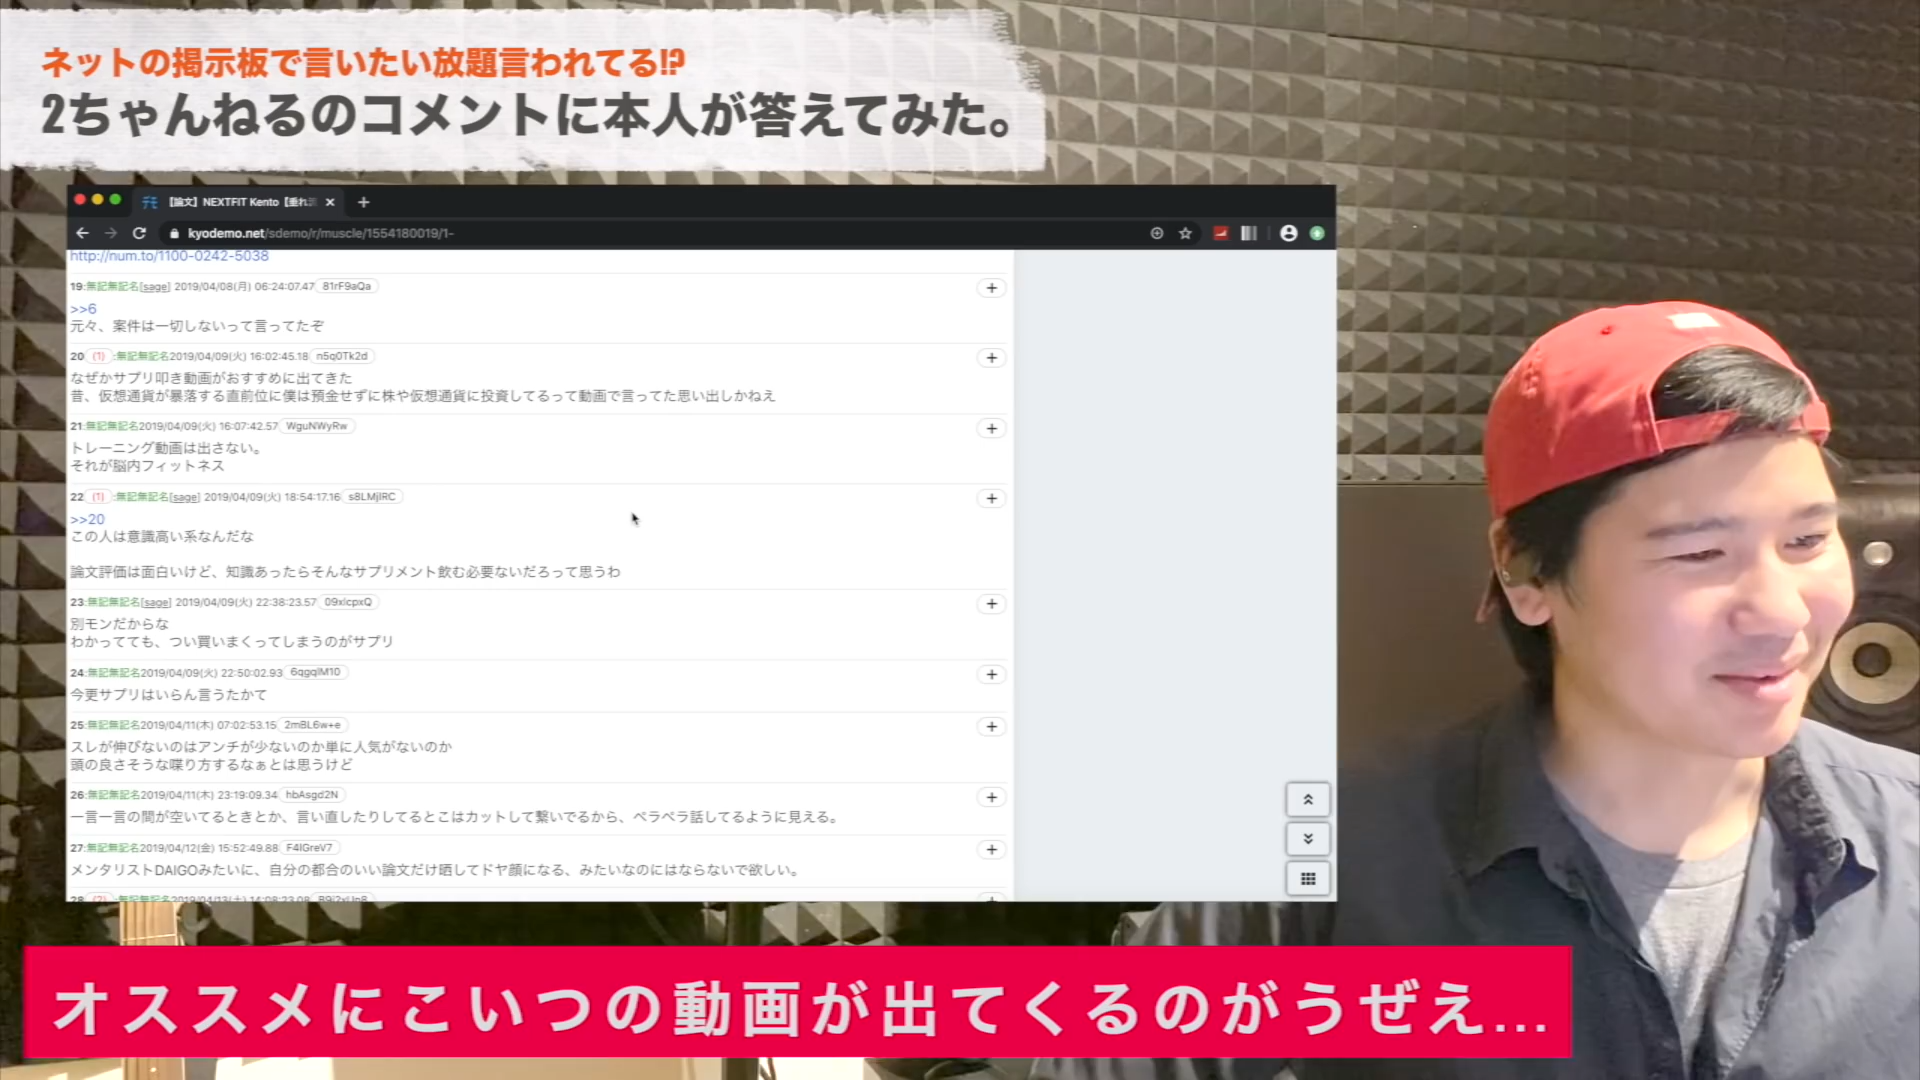 ネットの掲示板で言いたい放題言われてる!?
2ちゃんねるのコメントに本人が答えてみた。
【論文】NEXTFIT Kento【垂れ
kyodemo.net/sdemo/r/muscle/1554180019/1-
http://num.to/1100-0242-5038
19:無記無記名[sage] 2019/04/08(月) 06:24:07.47 81rF9aQa
>>6
元々、案件は一切しないって言ってたぞ
20 (1) :無記無記名2019/04/09(火) 16:02:45.18 n5q0Tk2d
なぜかサプリ叩き動画がおすすめに出てきた
昔、仮想通貨が暴落する直前位に僕は預金せずに株や仮想通貨に投資してるって動画で言ってた思い出しかねえ
21:無記無記名2019/04/09(火) 16:07:42.57 WguNWyRw
トレーニング動画は出さない。
それが脳内フィットネス
22 (1) :無記無記名[sage] 2019/04/09(火) 18:54:17.16 s8LMjIRC
>>20
この人は意識高い系なんだな
論文評価は面白いけど、知識あったらそんなサプリメント飲む必要ないだろって思うわ
23:無記無記名[sage] 2019/04/09(火) 22:38:23.57 09xIcpxQ
別モンだからな
わかってても、つい買いまくってしまうのがサプリ
24:無記無記名2019/04/09(火) 22:50:02.93 6qgqIM10
今更サプリはいらん言うたかて
25:無記無記名2019/04/11(木) 07:02:53.15 2mBL6w+e
スレが伸びないのはアンチが少ないのか単に人気がないのか
頭の良さそうな喋り方するなぁとは思うけど
26:無記無記名2019/04/11(木) 23:19:09.34 hbAsgd2N
一言一言の間が空いてるときとか、言い直したりしてるとこはカットして繋いでるから、ペラペラ話してるように見える。
27:無記無記名2019/04/12(金) 15:52:49.88 F4IGreV7
メンタリストDAIGOみたいに、自分の都合のいい論文だけ晒してドヤ顔になる、みたいなのにはならないで欲しい。
28 (2) :無記無記名2019/04/13(土) 14:08:23.08
オススメにこいつの動画が出てくるのがうぜえ...